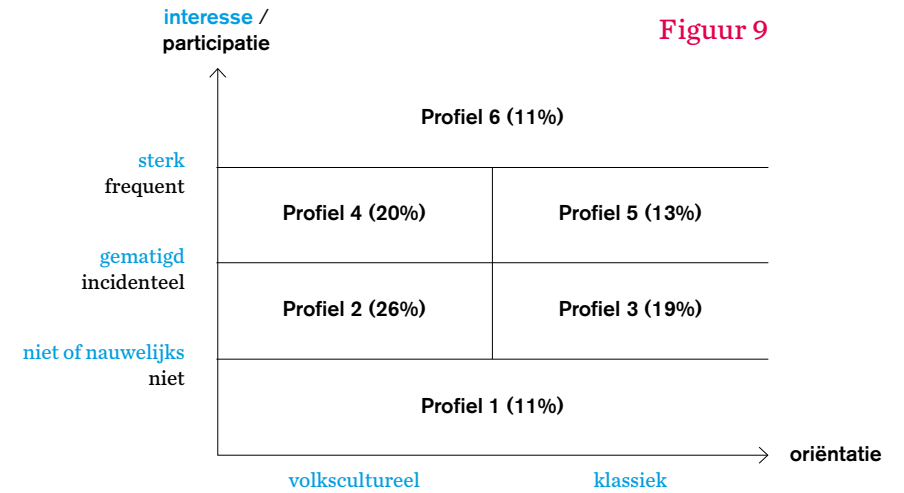 interesse /
participatie
Figuur 9
Profiel 6 (11%)
sterk
frequent
Profiel 4 (20%)
Profiel 5 (13%)
gematigd
incidenteel
Profiel 2 (26%)
Profiel 3 (19%)
niet of nauwelijks
niet
Profiel 1 (11%)
oriëntatie
volkscultureel
klassiek